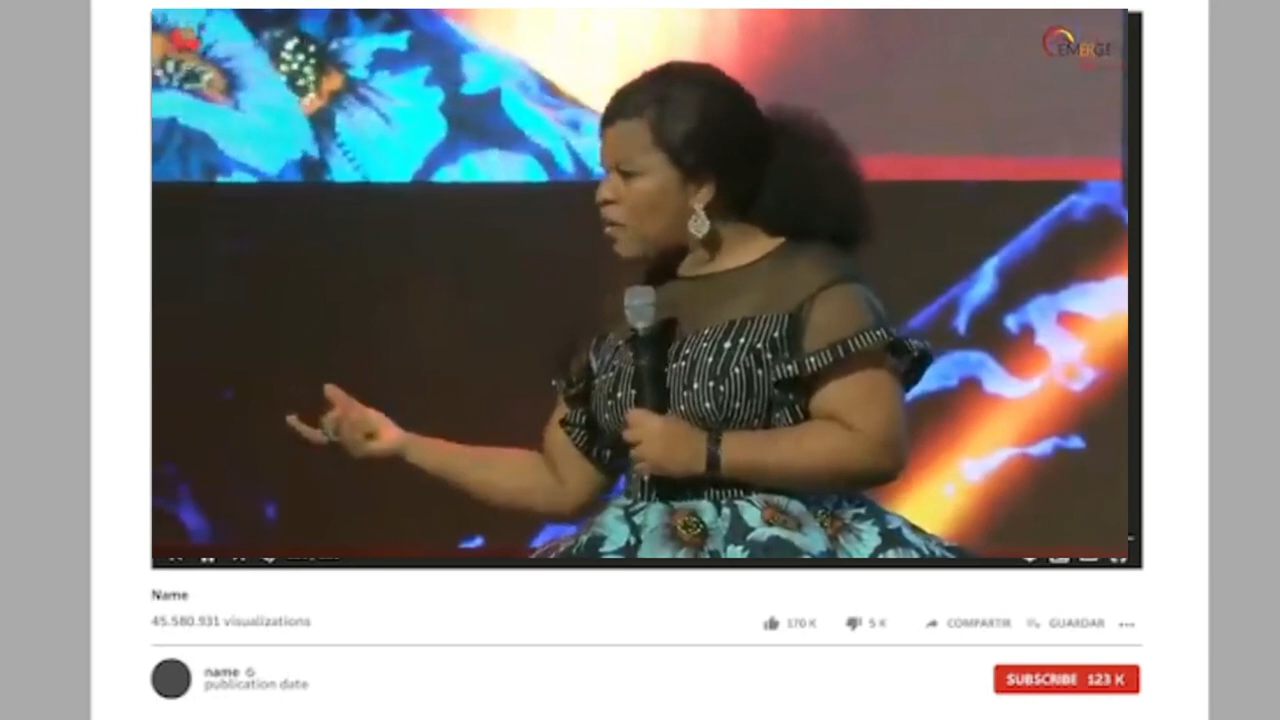 EMERGE
Name
45.580.931 visualizations
170 K
5 K
COMPARTIR
GUARDAR
name
publication date
SUBSCRIBE 123 K